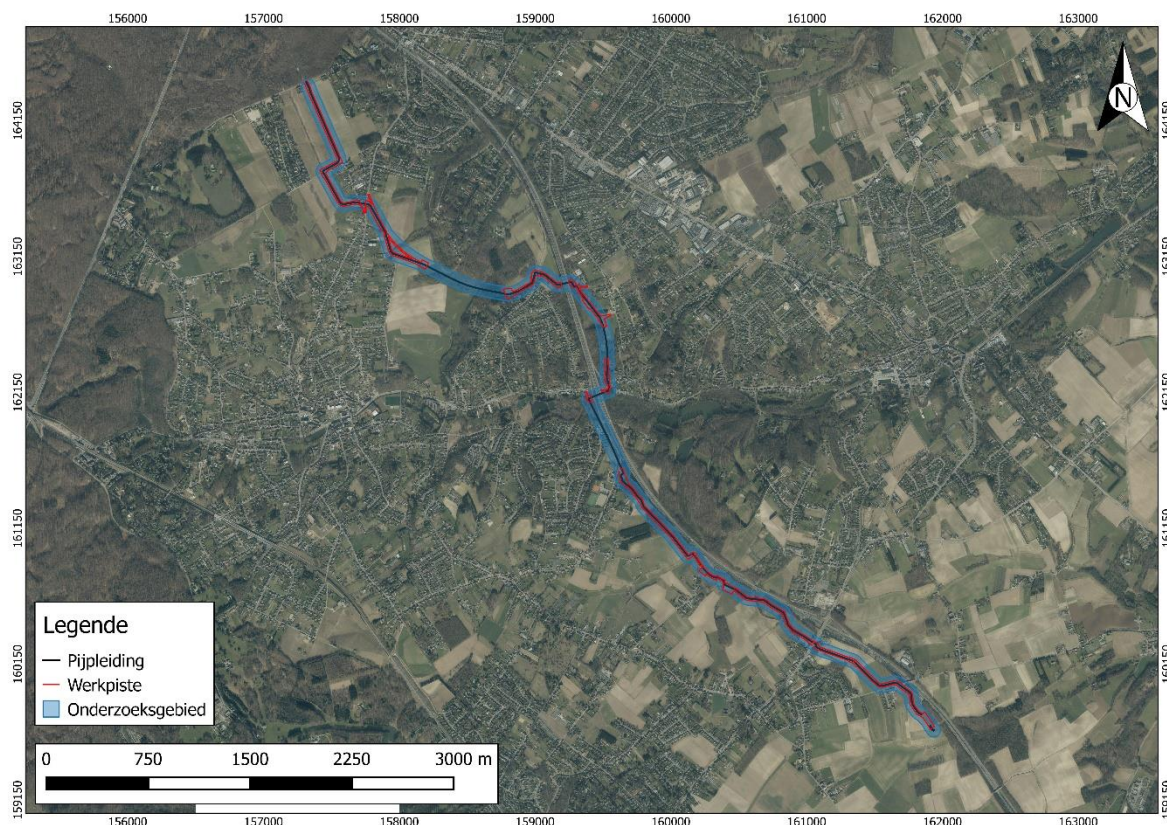 156000 157000 158000 159000 160000 161000 162000 163000
164150 164150
163150 163150
162150 162150
161150 161150
160150 160150
159150 159150
N
Legende
Pijpleiding
Werkpiste
Onderzoeksgebied
0 750 1500 2250 3000 m
156000 157000 158000 159000 160000 161000 162000 163000